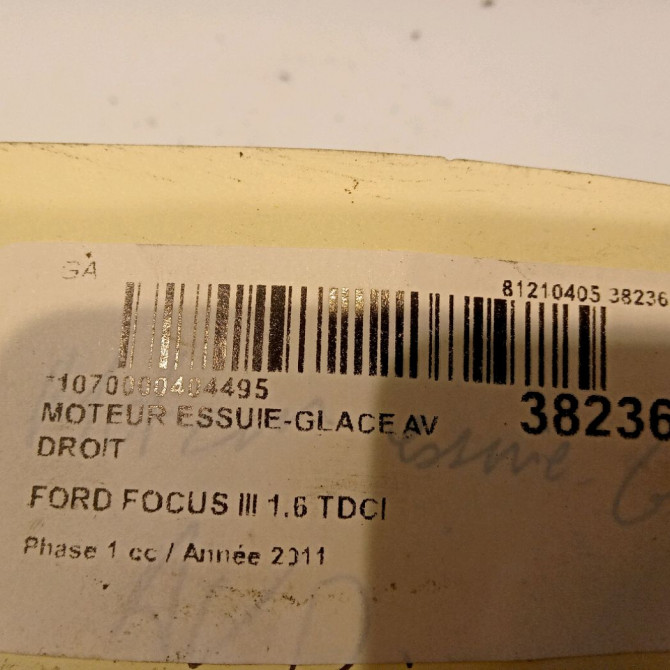 GA
81210405 38236
1070000404495
38236
MOTEUR ESSUIE-GLACE AV
DROIT
FORD FOCUS III 1.6 TDCI
Phase 1 cc / Année 2011